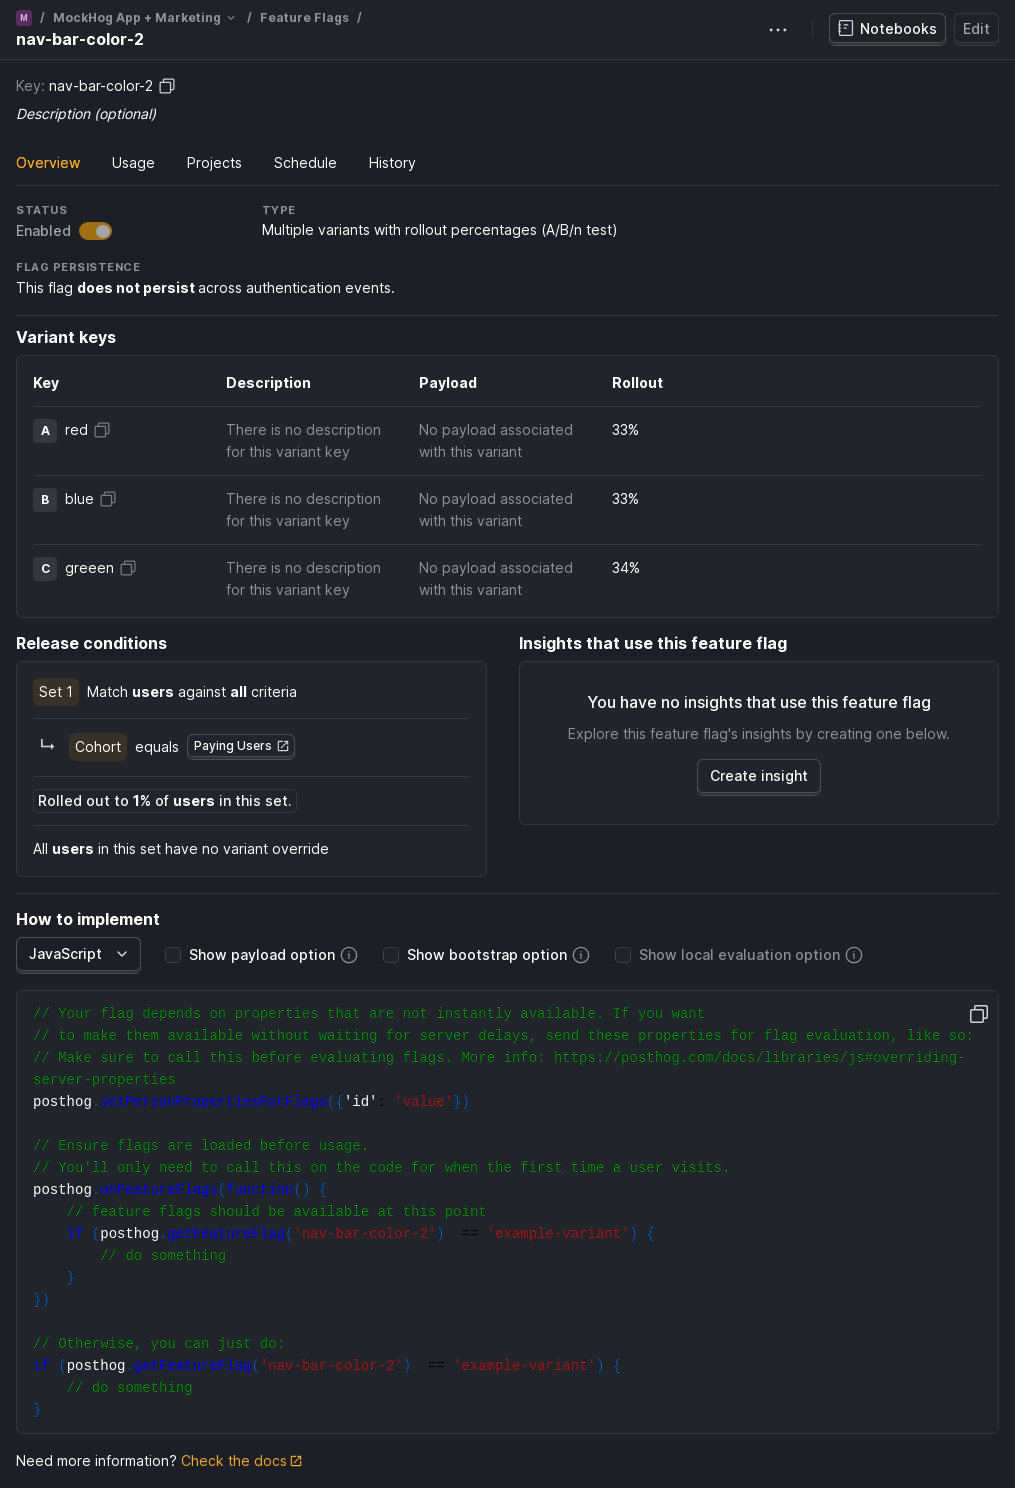 M / MockHog App + Marketing / Feature Flags /
nav-bar-color-2
Notebooks
Edit
Key: nav-bar-color-2
Description (optional)
Overview Usage Projects Schedule History
STATUS
Enabled
TYPE
Multiple variants with rollout percentages (A/B/n test)
FLAG PERSISTENCE
This flag does not persist across authentication events.
Variant keys
Key Description Payload Rollout
A red There is no description No payload associated 33%
for this variant key with this variant
B blue There is no description No payload associated 33%
for this variant key with this variant
C greeen There is no description No payload associated 34%
for this variant key with this variant
Release conditions
Set 1 Match users against all criteria
Cohort equals Paying Users
Rolled out to 1% of users in this set.
All users in this set have no variant override
Insights that use this feature flag
You have no insights that use this feature flag
Explore this feature flag's insights by creating one below.
Create insight
How to implement
JavaScript Show payload option Show bootstrap option Show local evaluation option
// Your flag depends on properties that are not instantly available. If you want
// to make them available without waiting for server delays, send these properties for flag evaluation, like so:
// Make sure to call this before evaluating flags. More info: https://posthog.com/docs/libraries/js#overriding-
server-properties
posthog.setPersonPropertiesForFlags({'id': 'value'})
// Ensure flags are loaded before usage.
// You'll only need to call this on the code for when the first time a user visits.
posthog.onFeatureFlags(function() {
// feature flags should be available at this point
if (posthog.getFeatureFlag('nav-bar-color-2')  == 'example-variant') {
// do something
}
})
// Otherwise, you can just do:
if (posthog.getFeatureFlag('nav-bar-color-2')  == 'example-variant') {
// do something
}
Need more information? Check the docs